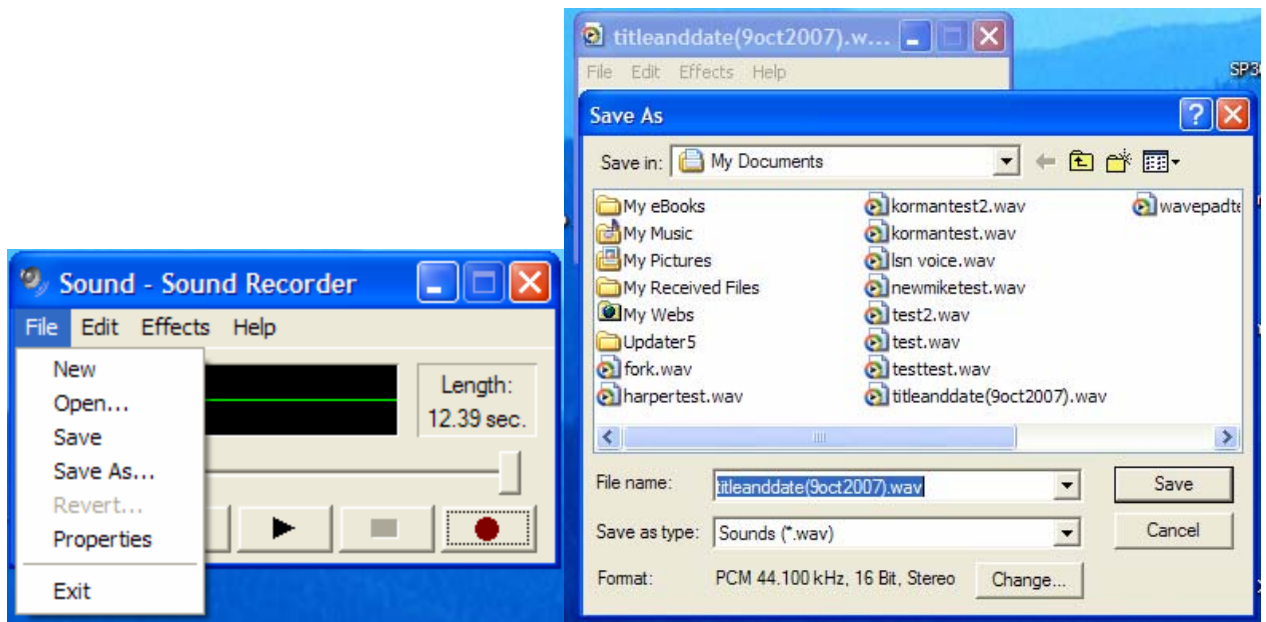 Sound - Sound Recorder
File Edit Effects Help
New
Open...
Save
Save As...
Revert...
Properties
Exit
Length:
12.39 sec.
titleanddate(9oct2007).w...
File Edit Effects Help
Save As
Save in: My Documents
My eBooks
My Music
My Pictures
My Received Files
My Webs
Updater5
fork.wav
harpertest.wav
kormantest2.wav
kormantest.wav
lsn voice.wav
newmiketest.wav
test2.wav
test.wav
testtest.wav
titleanddate(9oct2007).wav
wavepadte
File name: titleanddate(9oct2007).wav
Save
Save as type: Sounds (*.wav)
Cancel
Format: PCM 44.100 kHz, 16 Bit, Stereo Change...